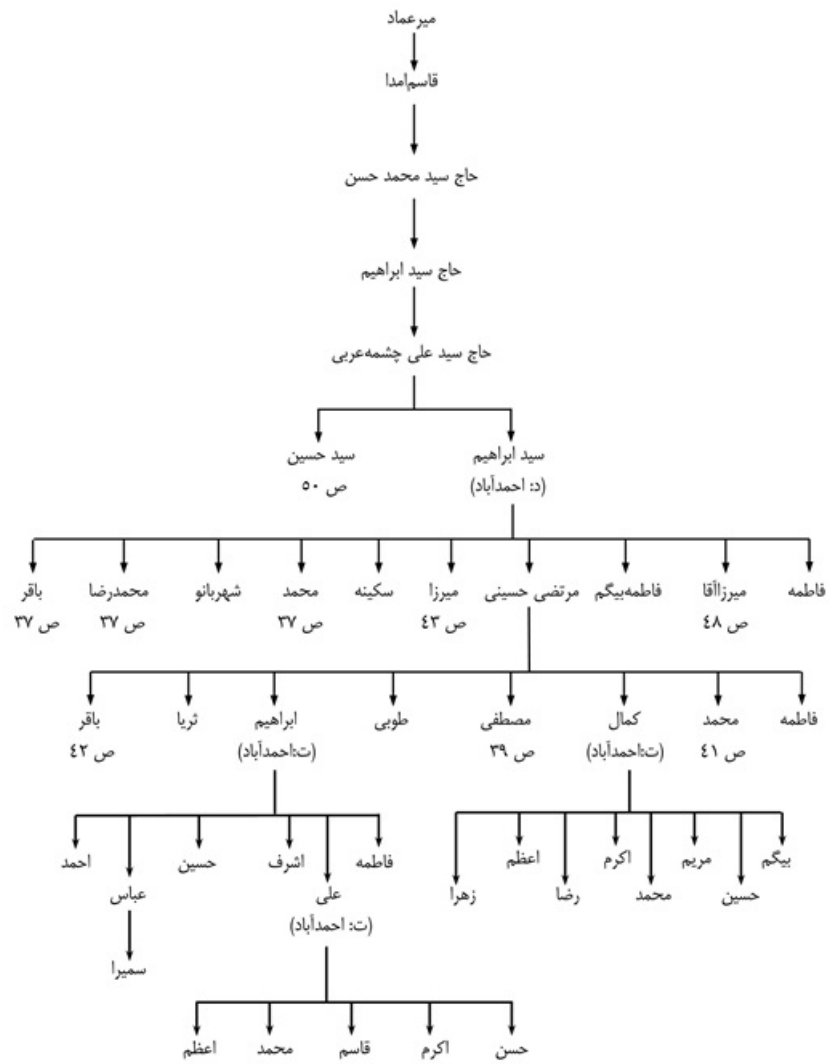 میرعماد
قاسم‌امدا
حاج سید محمد حسن
حاج سید ابراهیم
حاج سید علی چشمه‌عربی
سید ابراهیم سید حسین
(د: احمدآباد) ص ۵۰
فاطمه میرزاآقا فاطمه‌بیگم مرتضی حسینی میرزا سکینه محمد شهربانو محمدرضا باقر
ص ۴۸ ص ۴۳ ص ۳۷ ص ۳۷ ص ۳۷
فاطمه محمد کمال مصطفی طوبی ابراهیم ثریا باقر
ص ۴۱ (ت:احمدآباد) ص ۳۹ (ت:احمدآباد) ص ۴۲
بیگم مریم اکرم اعظم فاطمه اشرف حسین احمد
حسین محمد رضا زهرا علی عباس
(ت: احمدآباد)
سمیرا
حسن اکرم قاسم محمد اعظم